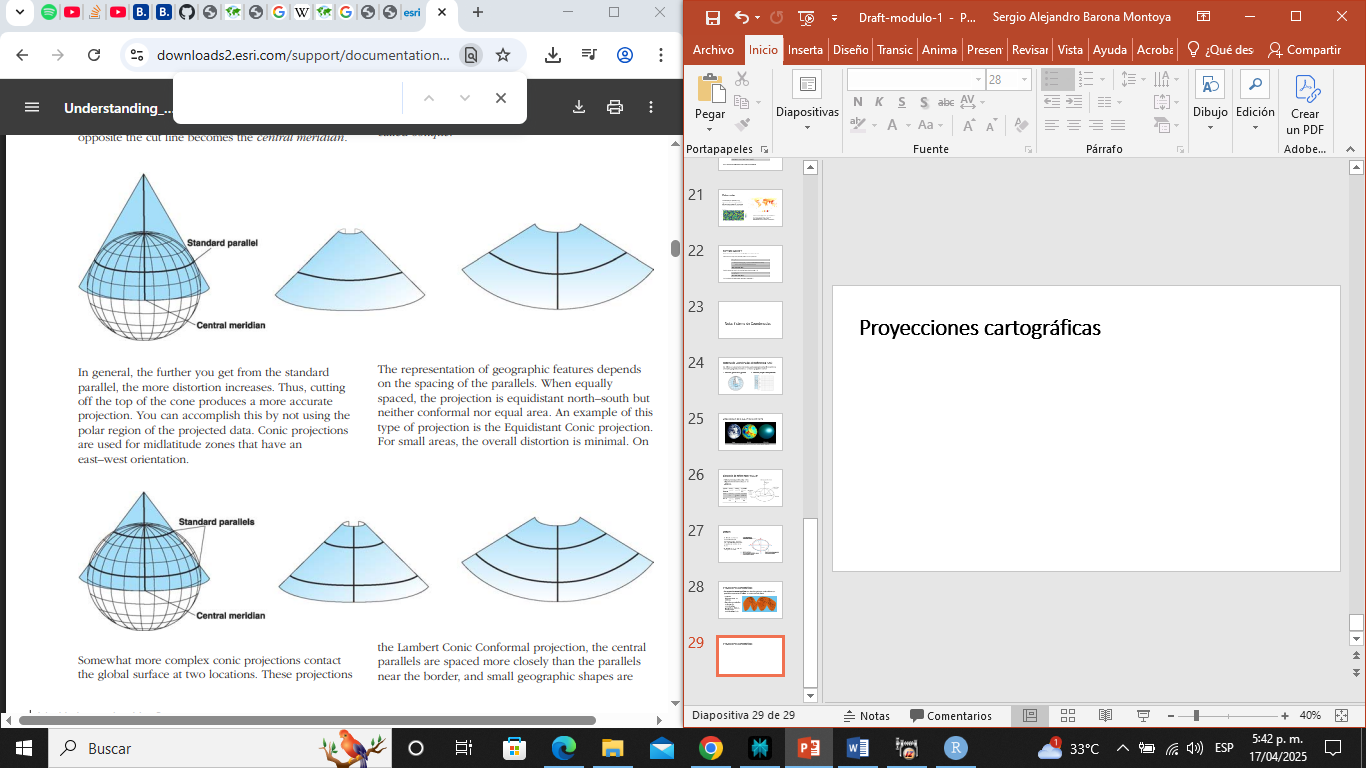 esri
downloads2.esri.com/support/documentation...
Understanding_...
opposite the cut line becomes the central meridian.
Standard parallel
Central meridian
In general, the further you get from the standard
parallel, the more distortion increases. Thus, cutting
off the top of the cone produces a more accurate
projection. You can accomplish this by not using the
polar region of the projected data. Conic projections
are used for midlatitude zones that have an
east–west orientation.
The representation of geographic features depends
on the spacing of the parallels. When equally
spaced, the projection is equidistant north–south but
neither conformal nor equal area. An example of this
type of projection is the Equidistant Conic projection.
For small areas, the overall distortion is minimal. On
Standard parallels
Central meridian
Somewhat more complex conic projections contact
the global surface at two locations. These projections
the Lambert Conic Conformal projection, the central
parallels are spaced more closely than the parallels
near the border, and small geographic shapes are
Draft-modulo-1 - P...
Sergio Alejandro Barona Montoya
Archivo Inicio Inserta Diseño Transic Anima Presen Revisar Vista Ayuda Acroba ¿Qué des Compartir
Pegar
Portapapeles
Diapositivas
28
N K S S abc AV
A Aa A A
Fuente
Párrafo
Dibujo
Edición
Crear
un PDF
Adobe...
21
22
23
24
25
26
27
28
29
Proyecciones cartográficas
Diapositiva 29 de 29
Notas
Comentarios
40%
Buscar
33°C
ESP
5:42 p. m.
17/04/2025